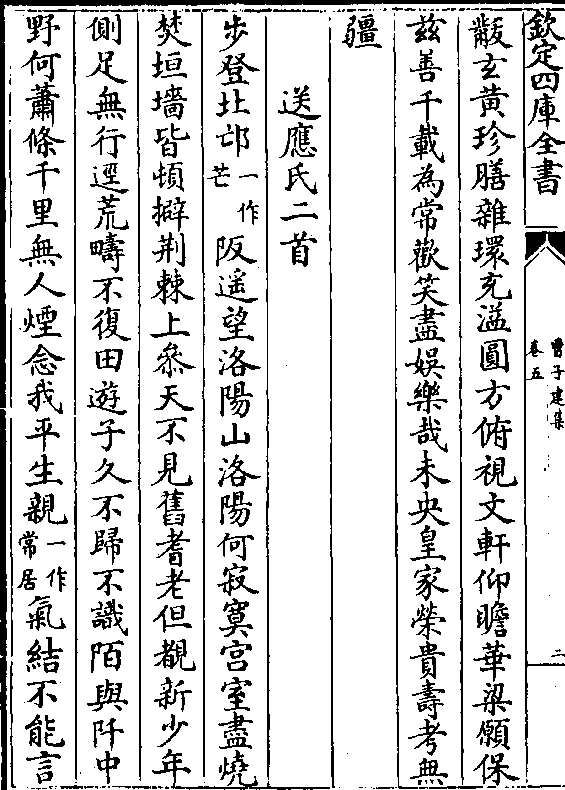 欽定四庫全書
曹子建集
卷五
二
黻玄黄珍膳雜環充溢圓方俯視文軒仰瞻華梁願保
兹善千載為常歡笑盡娛樂哉未央皇家榮貴壽考無
疆
送應氏二首
步登北邙一作芒阪遥望洛陽山洛陽何寂寞宫室盡燒
焚垣墻皆頓擗荆棘上叅天不見舊耆老但覩新少年
側足無行逕荒疇不復田遊子久不歸不識陌與阡中
野何蕭條千里無人煙念我平生親一作常居氣結不能言